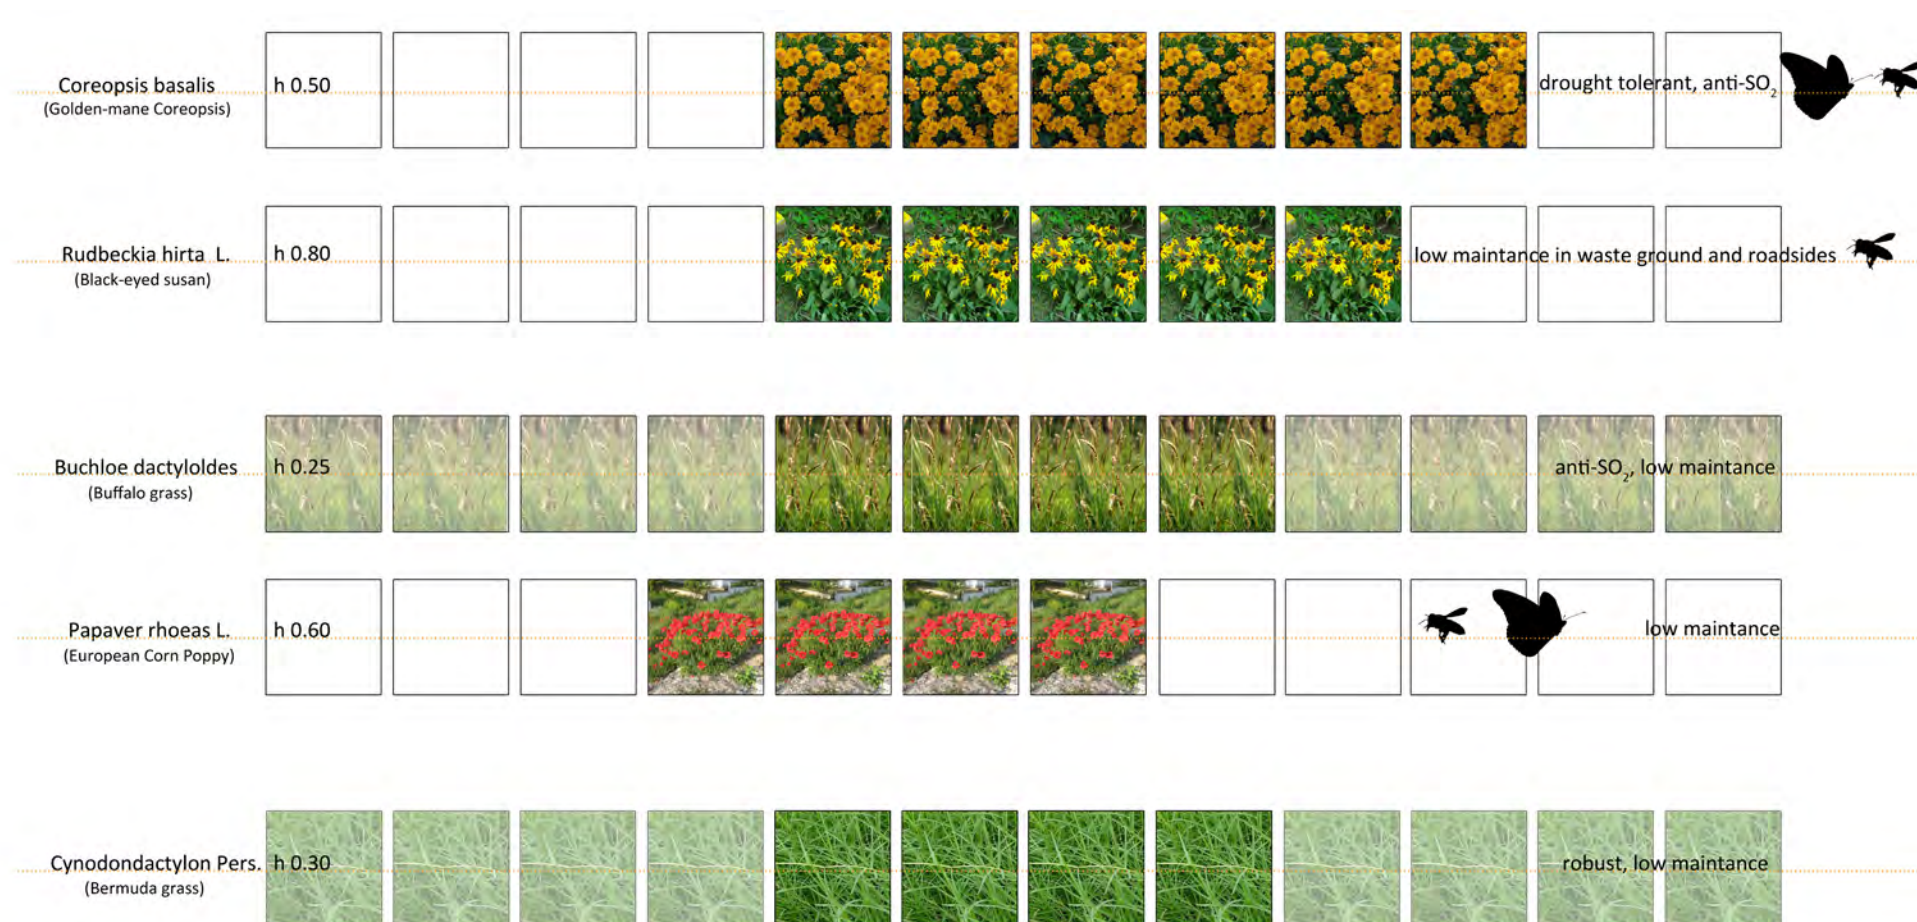 Coreopsis basalis
(Golden-mane Coreopsis)
h 0.50
drought tolerant, anti-SO₂
Rudbeckia hirta L.
(Black-eyed susan)
h 0.80
low maintance in waste ground and roadsides
Buchloe dactyloldes
(Buffalo grass)
h 0.25
anti-SO₂, low maintance
Papaver rhoeas L.
(European Corn Poppy)
h 0.60
low maintance
Cynodondactylon Pers.
(Bermuda grass)
h 0.30
robust, low maintance